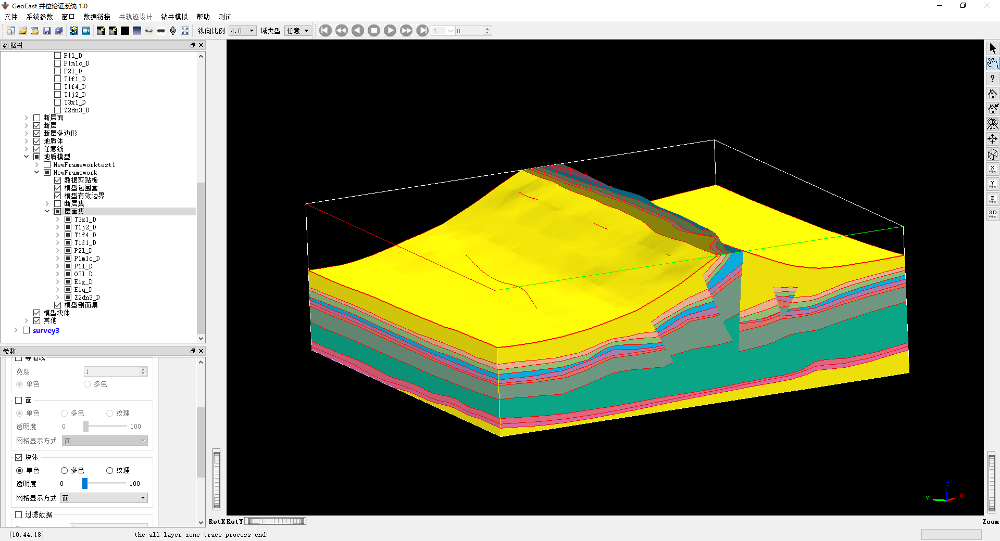 GeoEast 井位论证系统 1.0
文件 系统参数 窗口 数据链接 井轨迹设计 钻井模拟 帮助 测试
纵向比例 4.0 域类型 任意 1 0
数据树
P1l_D
P1m1c_D
P2l_D
T1f1_D
T1f4_D
T1j2_D
T3x1_D
Z2dn3_D
断层面
断层
断层多边形
地质体
任意线
地质模型
NewFrameworktest1
NewFramework
数据剪贴板
模型包围盒
模型有效边界
断层集
层面集
T3x1_D
T1j2_D
T1f4_D
T1f1_D
P2l_D
P1m1c_D
P1l_D
O3l_D
E1g_D
E1q_D
Z2dn3_D
模型剖面集
模型块体
其他
survey3
参数
等值线
宽度 1
单色 多色
面
单色 多色 纹理
透明度 0 100
网格显示方式 面
块体
单色 多色 纹理
透明度 0 100
网格显示方式 面
过滤数据
X view
Y view
Z view
3D view
Z
Y X
RotX RotY Zoom
[10:44:18] the all layer zone trace process end!